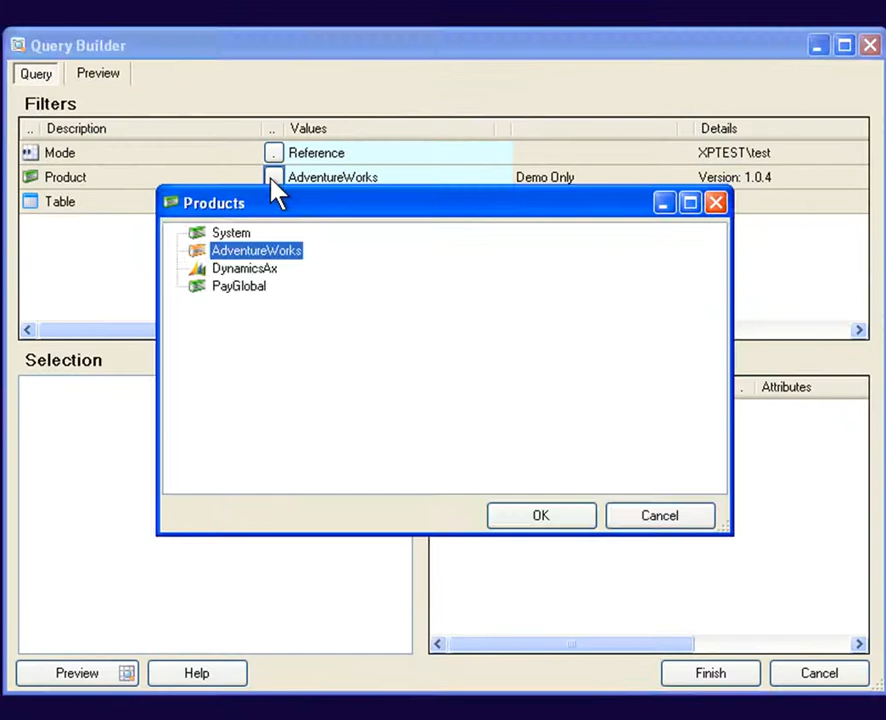 Query Builder
Query Preview
Filters
.. Description .. Values Details
Mode . Reference XPTEST\test
Product AdventureWorks Demo Only Version: 1.0.4
Table
Products
System
AdventureWorks
DynamicsAx
PayGlobal
OK Cancel
Selection
. Attributes
Preview Help Finish Cancel